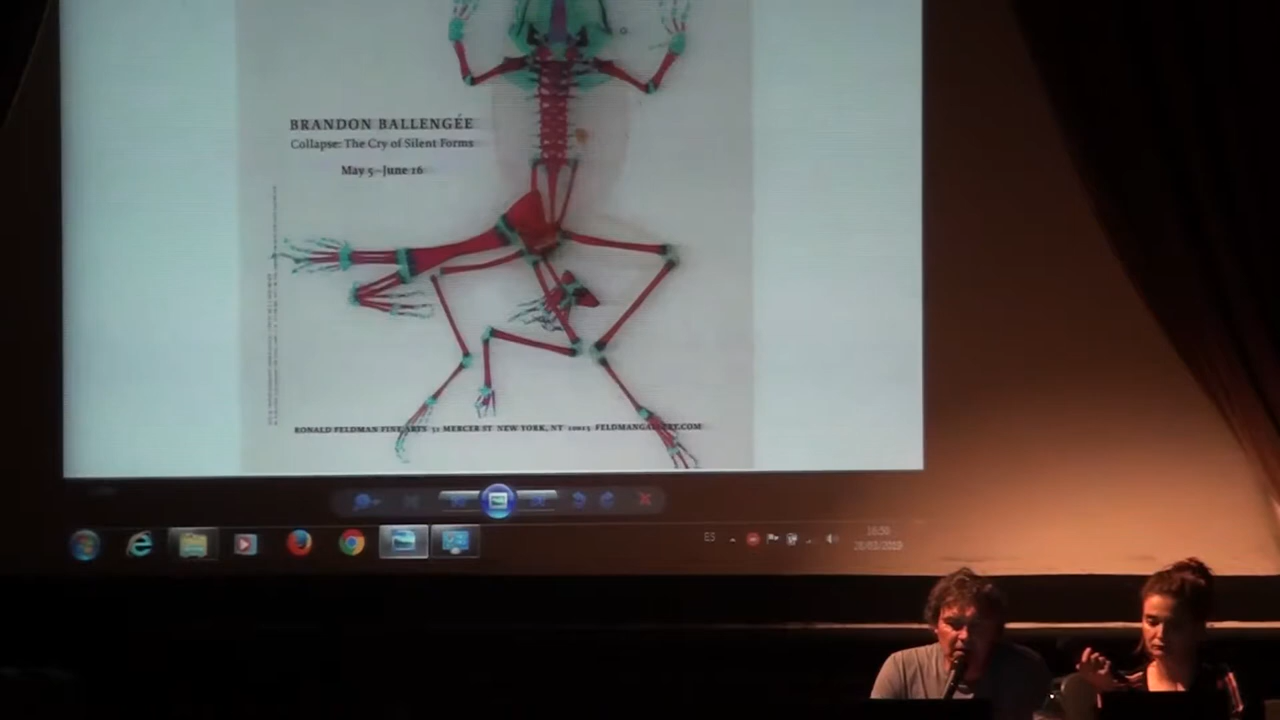 BRANDON BALLENGÉE
Collapse: The Cry of Silent Forms
May 5–June 16
RONALD FELDMAN FINE ARTS 31 MERCER ST NEW YORK, NY 10013 FELDMANGALLERY.COM
ES